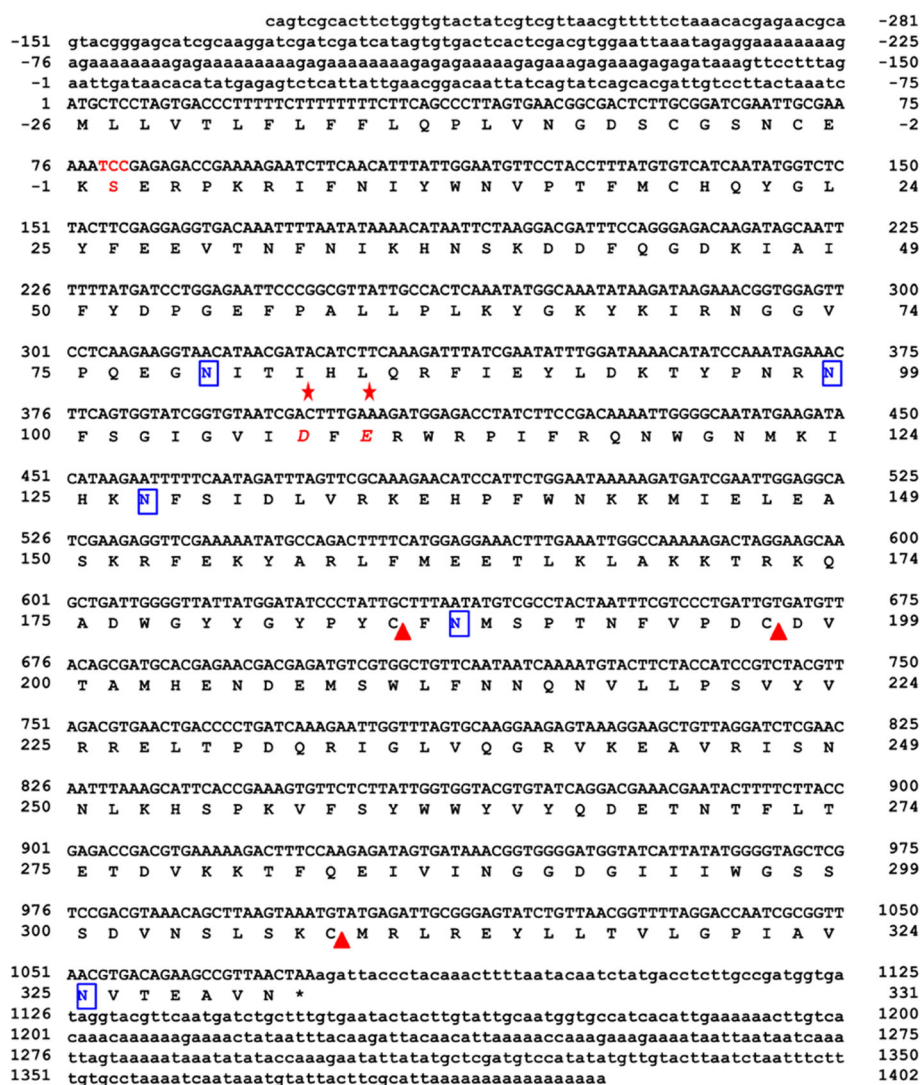 cagtcgcacttctggtgtactatcgtcgttaacgtttttctaaacacgagaacgca -281
-151 gtacgggagcatcgcaaggatcgatcgatcatagtgtgactcactcgacgtggaattaaatagaggaaaaaaaag -225
-76 agaaaaaaaaagagaaaaaaaaaagagaaaaaaaaaagagagaaaaagagaaagagaaagagagataaagttcctttag -150
-1 aattgataacacatatgagagtctcattattgaacggacaattatcagtatcagcacgattgtccttactaaatc -75
1 ATGCTCCTAGTGACCCTTTTTCTTTTTTTTCTTCAGCCCTTAGTGAACGGCGACTCTTGCGGATCGAATTGCGAA 75
-26 M L L V T L F L F F L Q P L V N G D S C G S N C E -2
76 AAATCCGAGAGACCGAAAAGAATCTTCAACATTTATTGGAATGTTCCTACCTTTATGTGTCATCAATATGGTCTC 150
-1 K S E R P K R I F N I Y W N V P T F M C H Q Y G L 24
151 TACTTCGAGGAGGTGACAAATTTTAATATAAAACATAATTCTAAGGACGATTTCCAGGGAGACAAGATAGCAATT 225
25 Y F E E V T N F N I K H N S K D D F Q G D K I A I 49
226 TTTTATGATCCTGGAGAATTCCCGGCGTTATTGCCACTCAAATATGGCAAATATAAGATAAGAAACGGTGGAGTT 300
50 F Y D P G E F P A L L P L K Y G K Y K I R N G G V 74
301 CCTCAAGAAGGTAACATAACGATACATCTTCAAAGATTTATCGAATATTTGGATAAAACATATCCAAATAGAAAC 375
75 P Q E G N I T I H L Q R F I E Y L D K T Y P N R N 99
376 TTCAGTGGTATCGGTGTAATCGACTTTGAAAGATGGAGACCTATCTTCCGACAAAATTGGGGCAATATGAAGATA 450
100 F S G I G V I D F E R W R P I F R Q N W G N M K I 124
451 CATAAGAATTTTTCAATAGATTTAGTTCGCAAAGAACATCCATTCTGGAATAAAAAGATGATCGAATTGGAGGCA 525
125 H K N F S I D L V R K E H P F W N K K M I E L E A 149
526 TCGAAGAGGTTCGAAAAATATGCCAGACTTTTCATGGAGGAAACTTTGAAATTGGCCAAAAAGACTAGGAAGCAA 600
150 S K R F E K Y A R L F M E E T L K L A K K T R K Q 174
601 GCTGATTGGGGTTATTATGGATATCCCTATTGCTTTAATATGTCGCCTACTAATTTCGTCCCTGATTGTGATGTT 675
175 A D W G Y Y G Y P Y C F N M S P T N F V P D C D V 199
676 ACAGCGATGCACGAGAACGACGAGATGTCGTGGCTGTTCAATAATCAAAATGTACTTCTACCATCCGTCTACGTT 750
200 T A M H E N D E M S W L F N N Q N V L L P S V Y V 224
751 AGACGTGAACTGACCCCTGATCAAAGAATTGGTTTAGTGCAAGGAAGAGTAAAGGAAGCTGTTAGGATCTCGAAC 825
225 R R E L T P D Q R I G L V Q G R V K E A V R I S N 249
826 AATTTAAAGCATTCACCGAAAGTGTTCTCTTATTGGTGGTACGTGTATCAGGACGAAACGAATACTTTTCTTACC 900
250 N L K H S P K V F S Y W W Y V Y Q D E T N T F L T 274
901 GAGACCGACGTGAAAAAGACTTTCCAAGAGATAGTGATAAACGGTGGGGATGGTATCATTATATGGGGTAGCTCG 975
275 E T D V K K T F Q E I V I N G G D G I I I W G S S 299
976 TCCGACGTAAACAGCTTAAGTAAATGTATGAGATTGCGGGAGTATCTGTTAACGGTTTTAGGACCAATCGCGGTT 1050
300 S D V N S L S K C M R L R E Y L L T V L G P I A V 324
1051 AACGTGACAGAAGCCGTTAACTAAagattaccctacaaacttttaatacaatctatgacctcttgccgatggtga 1125
325 N V T E A V N * 331
1126 taggtacgttcaatgatctgctttgtgaatactacttgtattgcaatggtgccatcacattgaaaaaacttgtca 1200
1201 caaacaaaaaagaaaactataatttacaagattacaacattaaaaaccaaagaaagaaaataattaataatcaaa 1275
1276 ttagtaaaaataaatatataccaaagaatattatatgctcgatgtccatatatgttgtacttaatctaatttctt 1350
1351 tgtgcctaaaatcaataaatgtattacttcgcattaaaaaaaaaaaaaaaa 1402